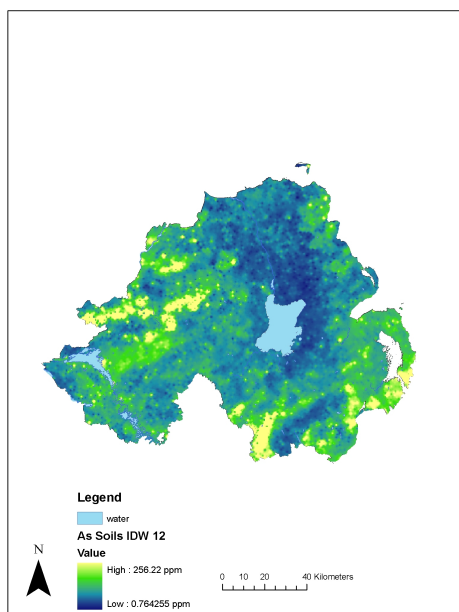 Legend
water
As Soils IDW 12
Value
High : 256.22 ppm
Low : 0.764255 ppm
N
0 10 20 40 Kilometers